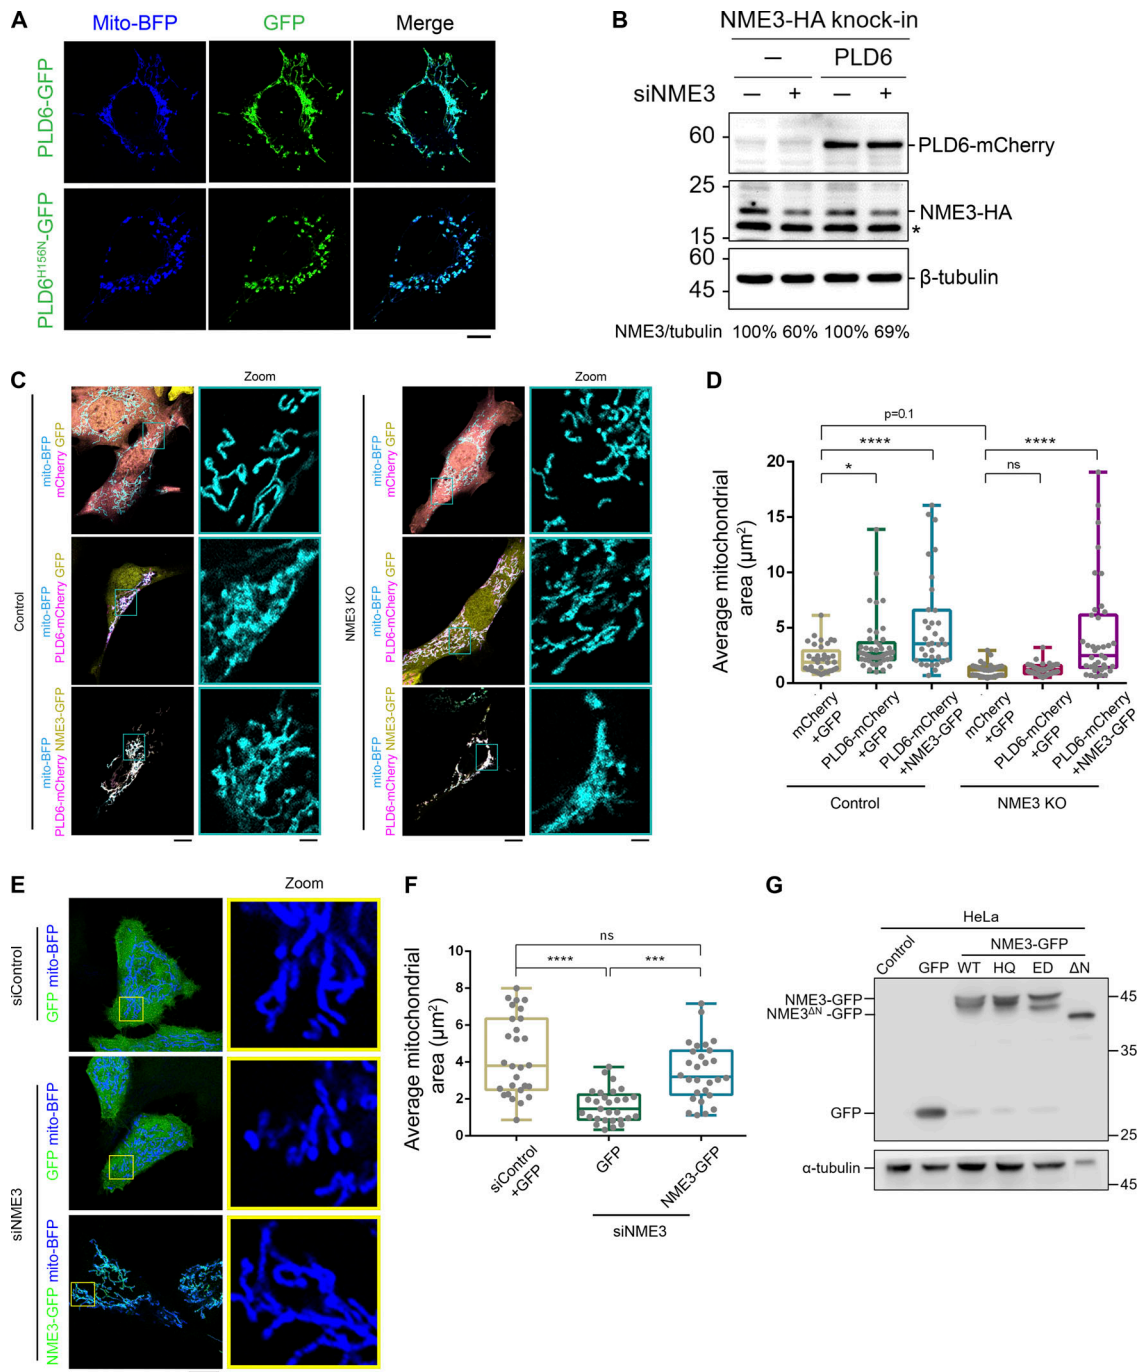 A
Mito-BFP GFP Merge
PLD6-GFP
PLD6H156N-GFP
B
NME3-HA knock-in
— PLD6
siNME3 — + — +
60
PLD6-mCherry
25
NME3-HA
*
15
60
β-tubulin
45
NME3/tubulin 100% 60% 100% 69%
C
Zoom Zoom
Control
mito-BFP
mCherry GFP
mito-BFP
PLD6-mCherry GFP
mito-BFP
PLD6-mCherry NME3-GFP
NME3 KO
mito-BFP
mCherry GFP
mito-BFP
PLD6-mCherry GFP
mito-BFP
PLD6-mCherry NME3-GFP
D
p=0.1
**** ****
* ns
Average mitochondrial
area (µm²)
20
15
10
5
0
mCherry
+GFP
PLD6-mCherry
+GFP
PLD6-mCherry
+NME3-GFP
mCherry
+GFP
PLD6-mCherry
+GFP
PLD6-mCherry
+NME3-GFP
Control NME3 KO
E
Zoom
siControl
GFP mito-BFP
siNME3
GFP mito-BFP
NME3-GFP mito-BFP
F
ns
**** ***
Average mitochondrial
area (µm²)
10
8
6
4
2
0
siControl
+GFP
GFP
NME3-GFP
siNME3
G
HeLa
Control
NME3-GFP
GFP WT HQ ED ΔN
NME3-GFP
45
NME3ΔN-GFP
35
GFP
25
α-tubulin
45